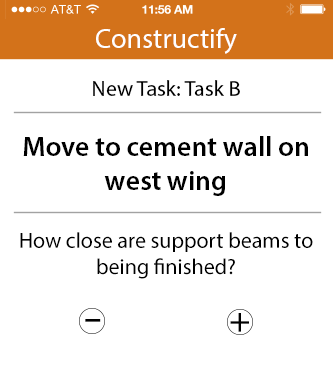 AT&T 11:56 AM
Constructify
New Task: Task B
Move to cement wall on
west wing
How close are support beams to
being finished?